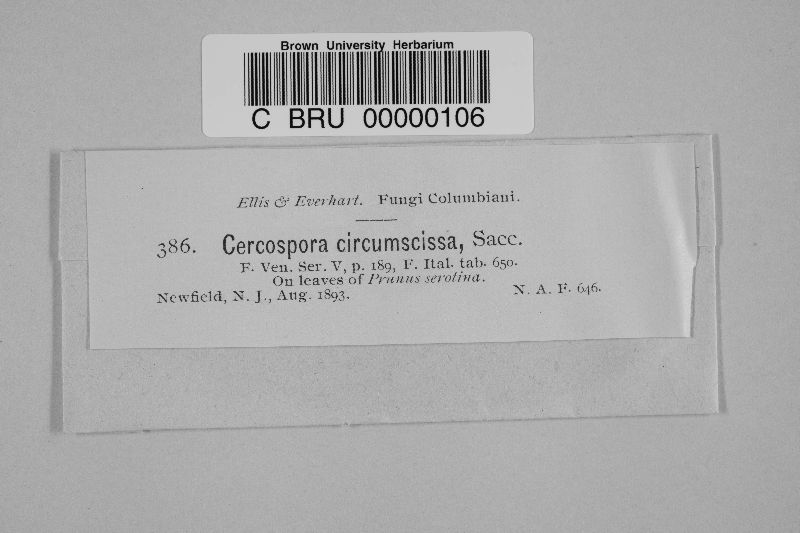 Brown University Herbarium
C BRU 00000106
Ellis & Everhart. Fungi Columbiani.
386. Cercospora circumscissa, Sacc.
F. Ven. Ser. V, p. 189, F. Ital. tab. 650.
On leaves of Prunus serotina.
Newfield, N. J., Aug. 1893. N. A. F. 646.